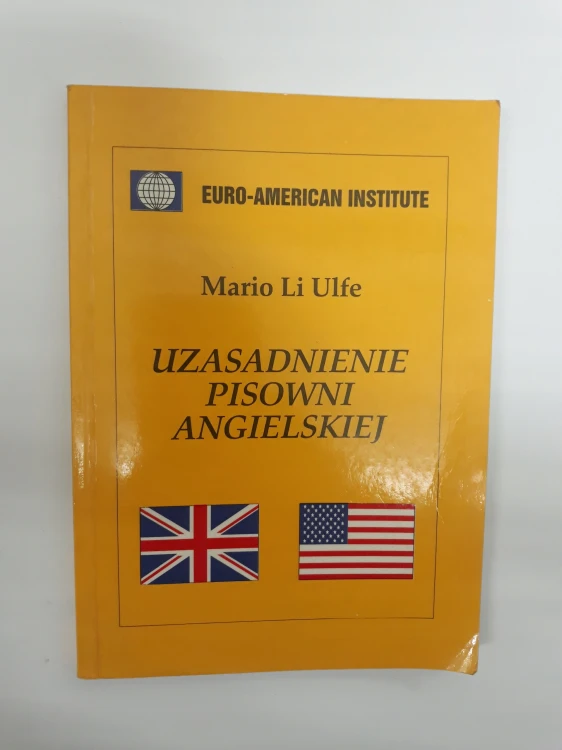 EURO-AMERICAN INSTITUTE
Mario Li Ulfe
UZASADNIENIE
PISOWNI
ANGIELSKIEJ